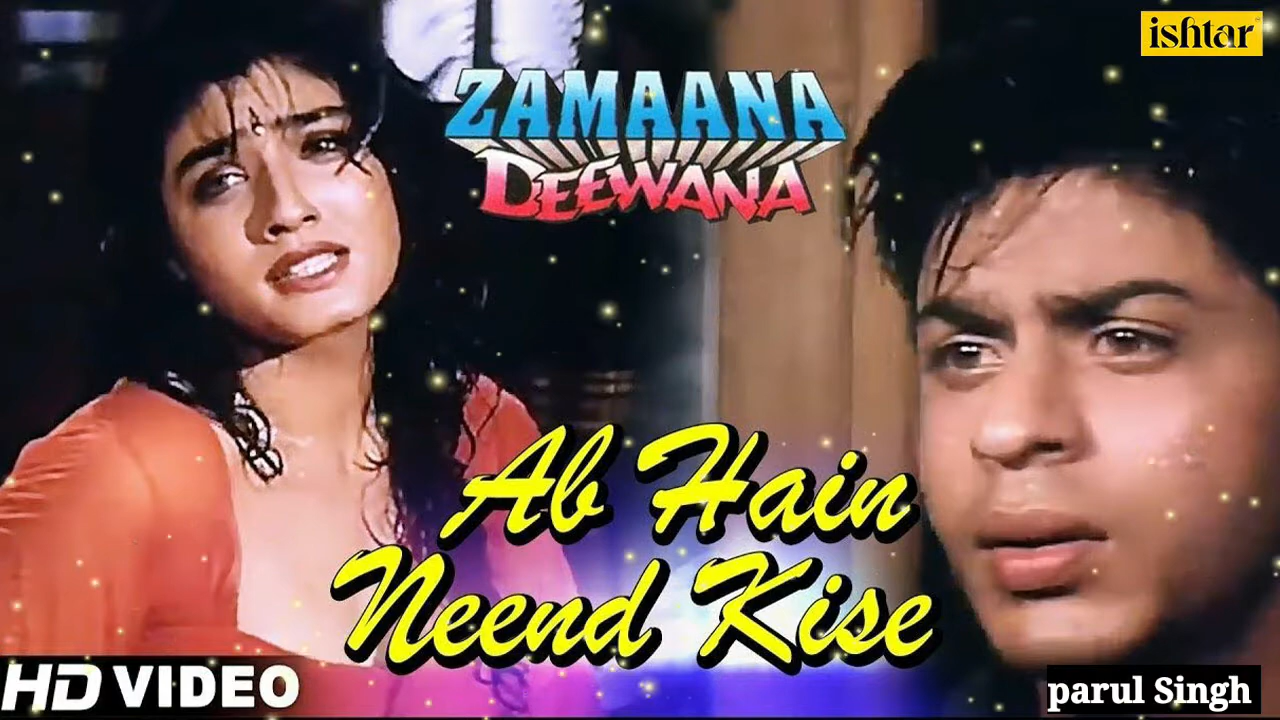 ishtar
ZAMAANA
DEEWANA
Ab Hain
Neend Kise
HD VIDEO
parul Singh